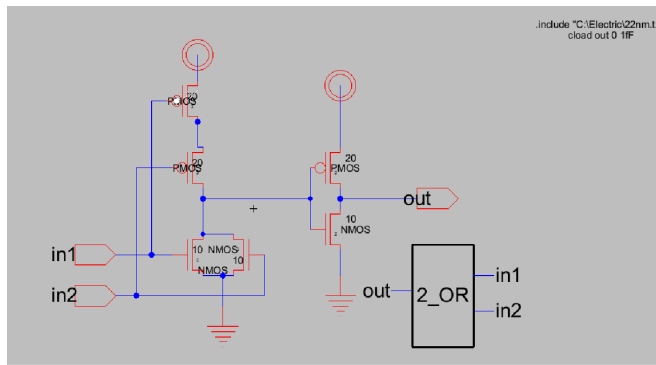 .include "C:\Electric\22nm.t
cload out 0 1fF
20
PMOS
20
PMOS
20
PMOS
out
10
NMOS
in1
10 NMOS
10
NMOS
in2
out
2_OR
in1
in2